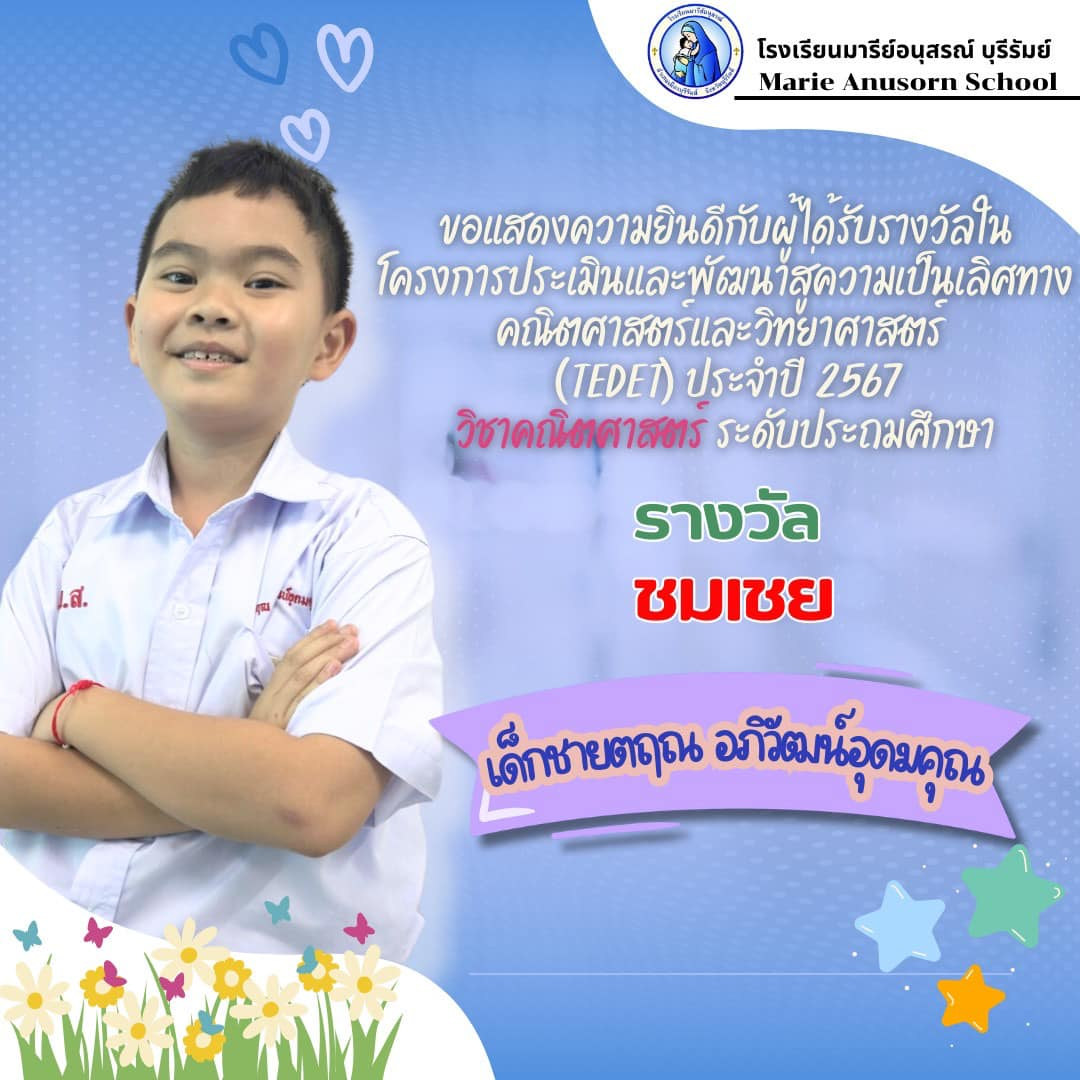 โรงเรียนมารีย์อนุสรณ์ บุรีรัมย์
Marie Anusorn School
ขอแสดงความยินดีกับผู้ได้รับรางวัลใน
โครงการประเมินและพัฒนาสู่ความเป็นเลิศทาง
คณิตศาสตร์และวิทยาศาสตร์
(TEDET) ประจำปี 2567
วิชาคณิตศาสตร์ ระดับประถมศึกษา
รางวัล
ชมเชย
เด็กชายตฤณ อภิวัฒน์อุดมคุณ